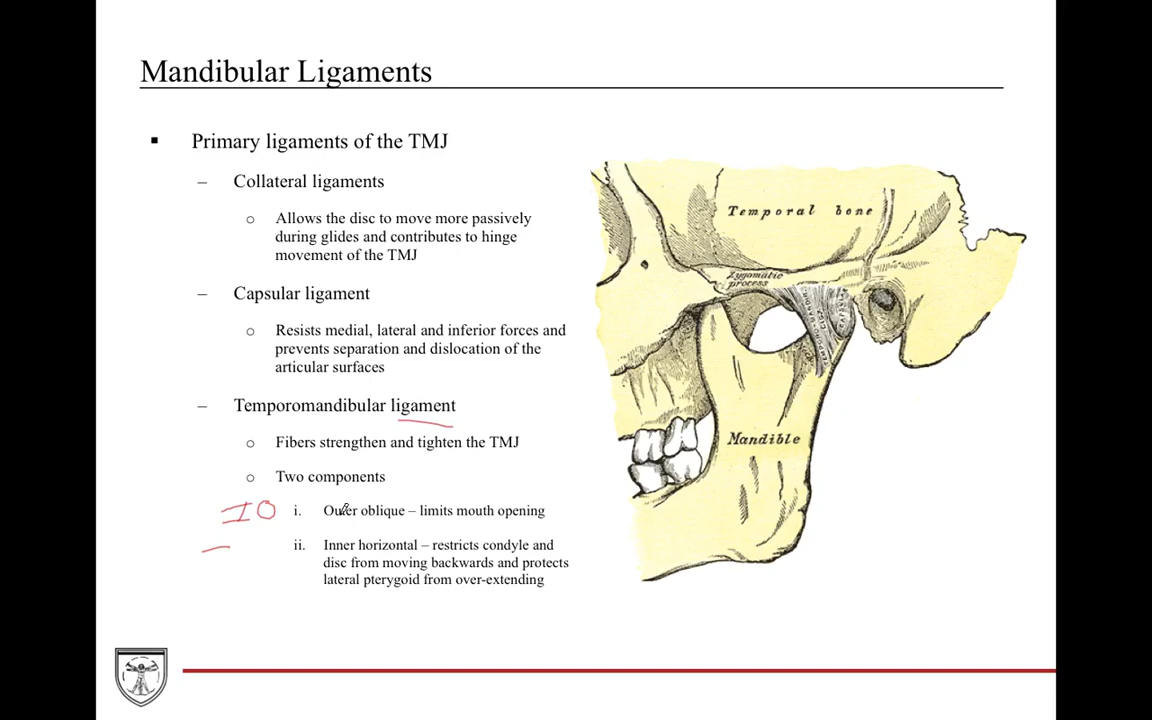 Mandibular Ligaments
▪ Primary ligaments of the TMJ
– Collateral ligaments
o Allows the disc to move more passively
during glides and contributes to hinge
movement of the TMJ
– Capsular ligament
o Resists medial, lateral and inferior forces and
prevents separation and dislocation of the
articular surfaces
– Temporomandibular ligament
o Fibers strengthen and tighten the TMJ
o Two components
IO
i. Outer oblique – limits mouth opening
ii. Inner horizontal – restricts condyle and
disc from moving backwards and protects
lateral pterygoid from over-extending
Temporal bone
Zygomatic
process
Mandible